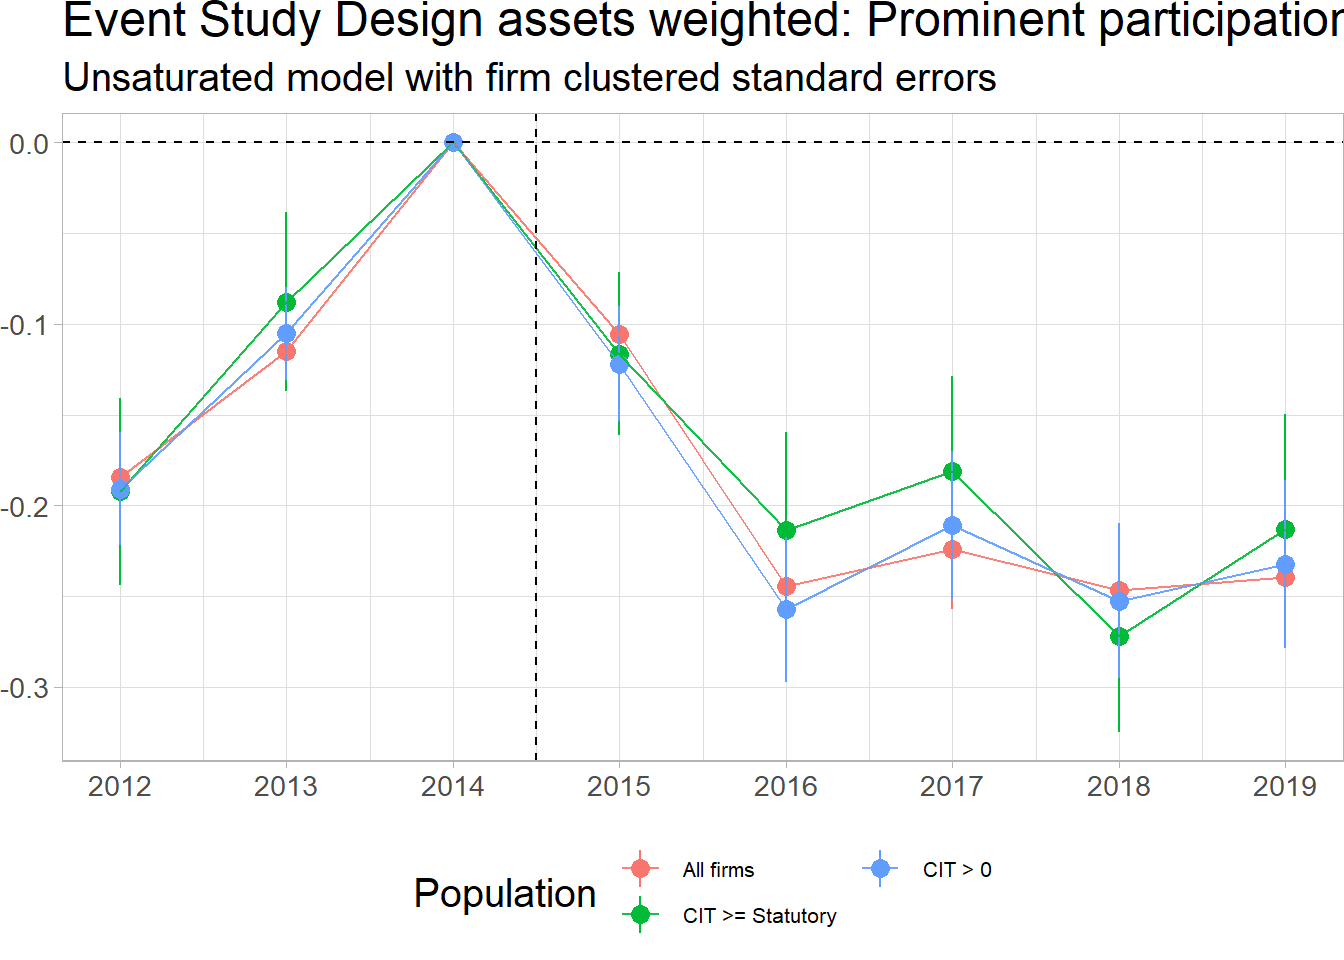 Event Study Design assets weighted: Prominent participation
Unsaturated model with firm clustered standard errors
0.0
-0.1
-0.2
-0.3
2012 2013 2014 2015 2016 2017 2018 2019
Population
All firms
CIT > 0
CIT >= Statutory